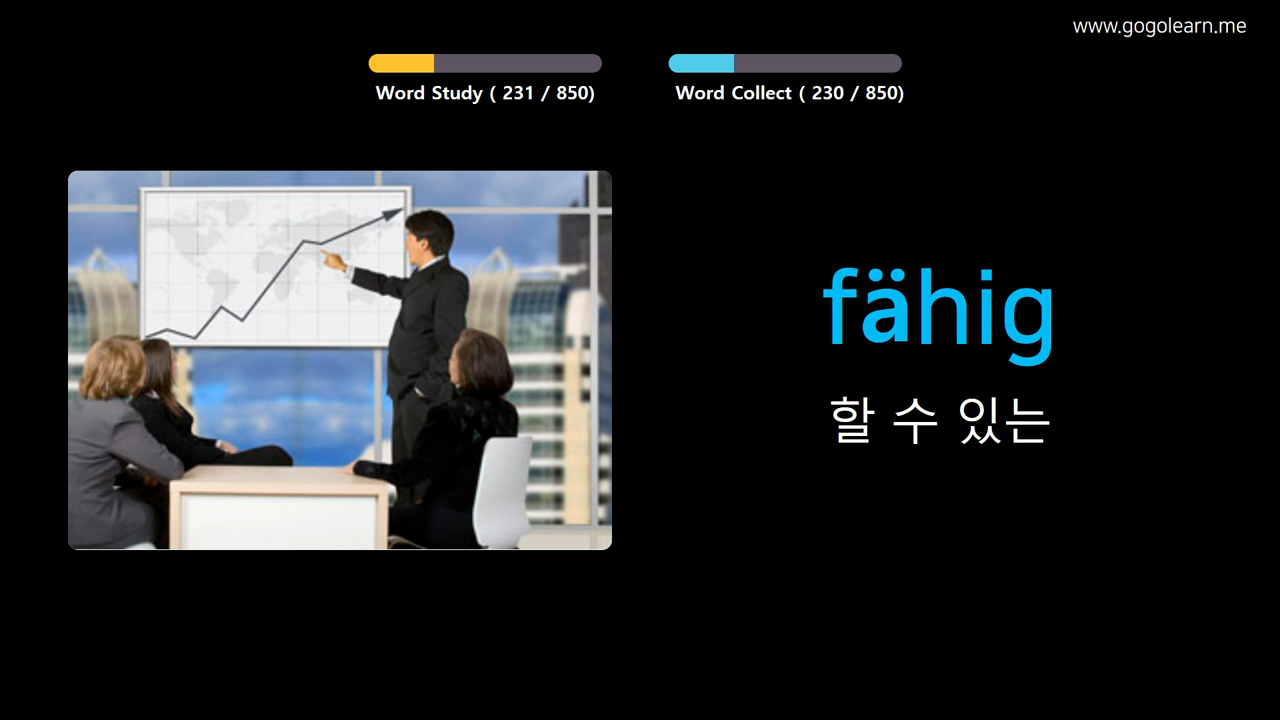 www.gogolearn.me
Word Study ( 231 / 850)
Word Collect ( 230 / 850)
fähig
할 수 있는